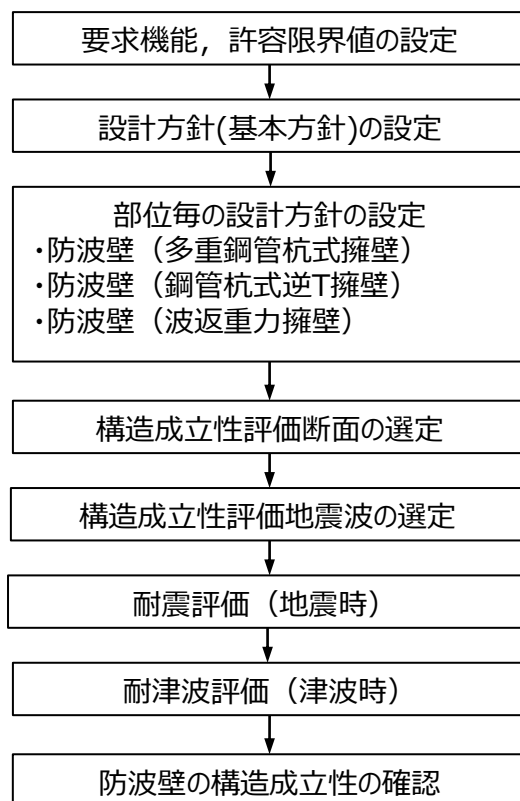 要求機能，許容限界値の設定
設計方針(基本方針)の設定
部位毎の設計方針の設定
・防波壁（多重鋼管杭式擁壁）
・防波壁（鋼管杭式逆T擁壁）
・防波壁（波返重力擁壁）
構造成立性評価断面の選定
構造成立性評価地震波の選定
耐震評価（地震時）
耐津波評価（津波時）
防波壁の構造成立性の確認